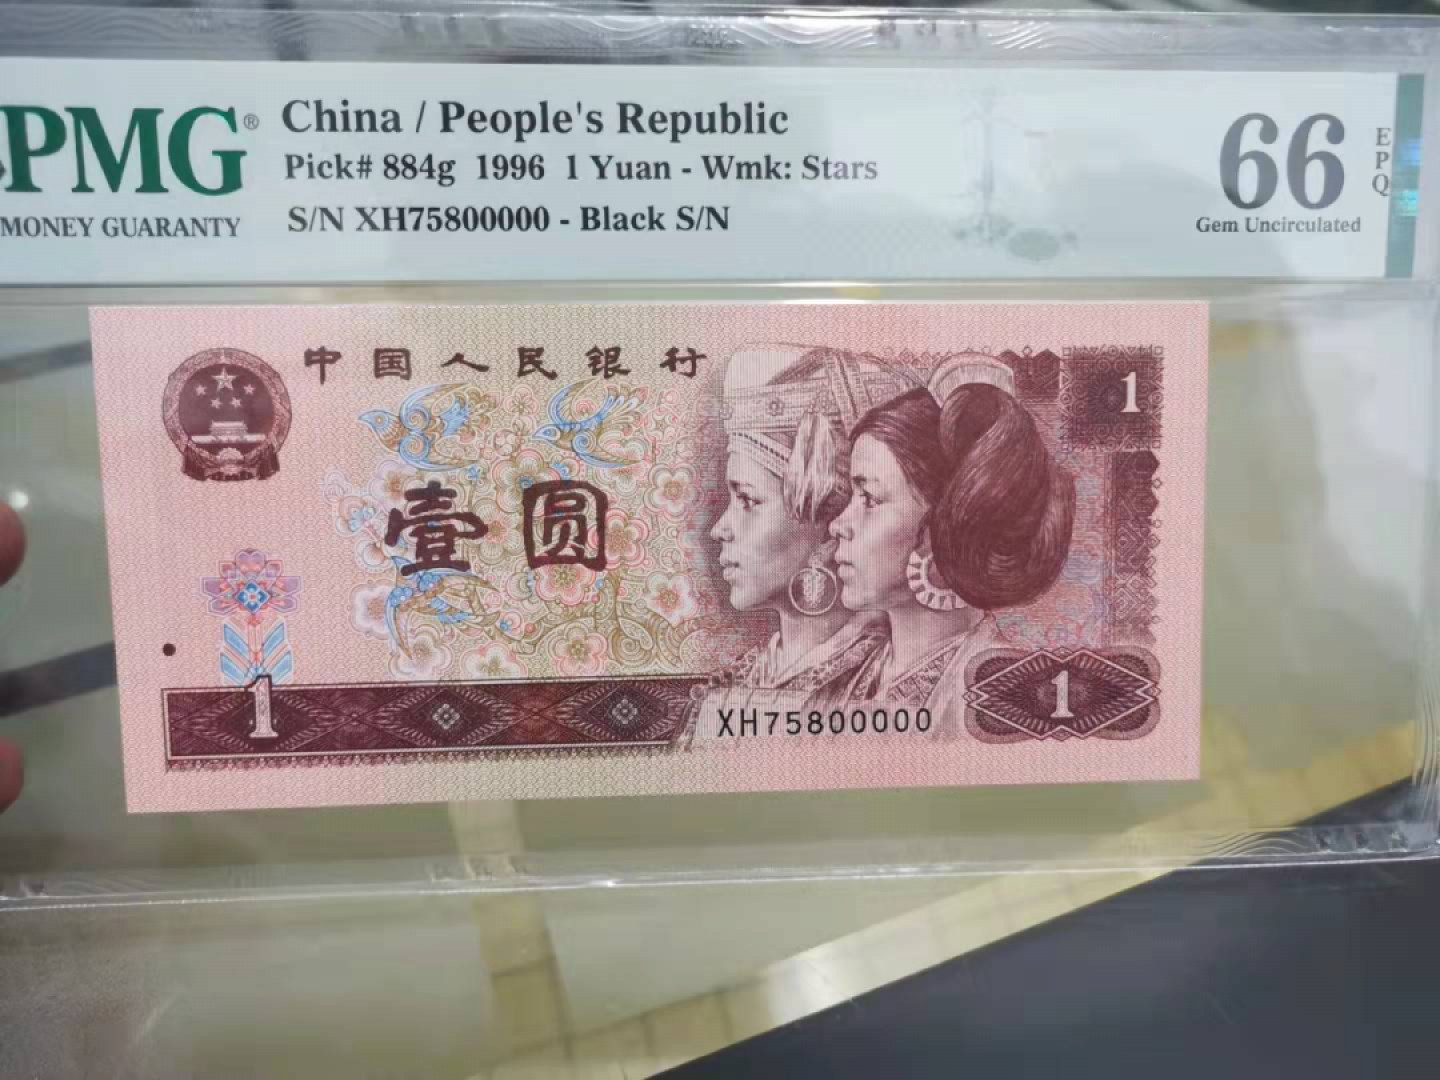 PMG®
MONEY GUARANTY
China / People's Republic
Pick# 884g 1996 1 Yuan - Wmk: Stars
S/N XH75800000 - Black S/N
66
EPQ
Gem Uncirculated
中国人民银行
1
壹圆
1
XH75800000
1